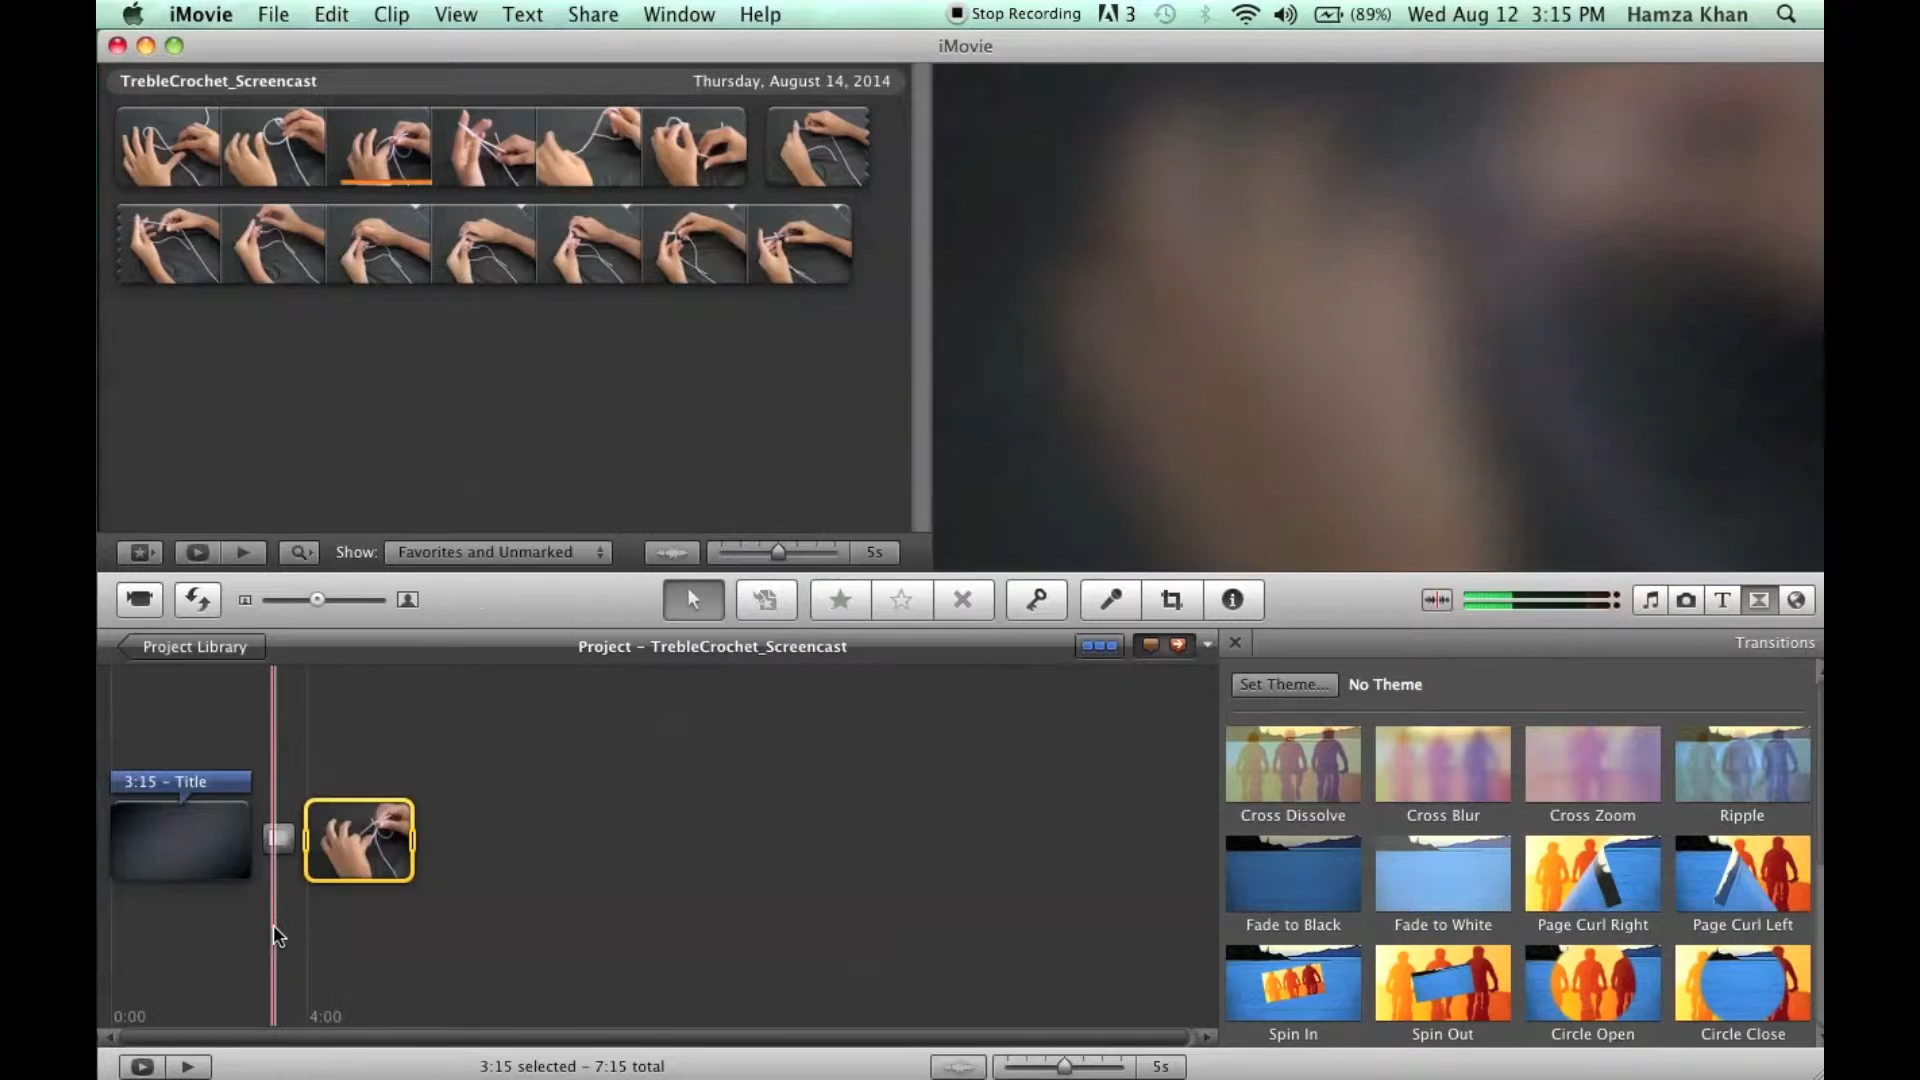 iMovie File Edit Clip View Text Share Window Help Stop Recording 3 (89%) Wed Aug 12 3:15 PM Hamza Khan
iMovie
TrebleCrochet_Screencast Thursday, August 14, 2014
Show: Favorites and Unmarked 5s
Project Library Project - TrebleCrochet_Screencast Transitions
Set Theme... No Theme
3:15 - Title
Cross Dissolve Cross Blur Cross Zoom Ripple
Fade to Black Fade to White Page Curl Right Page Curl Left
0:00 4:00
Spin In Spin Out Circle Open Circle Close
3:15 selected - 7:15 total 5s